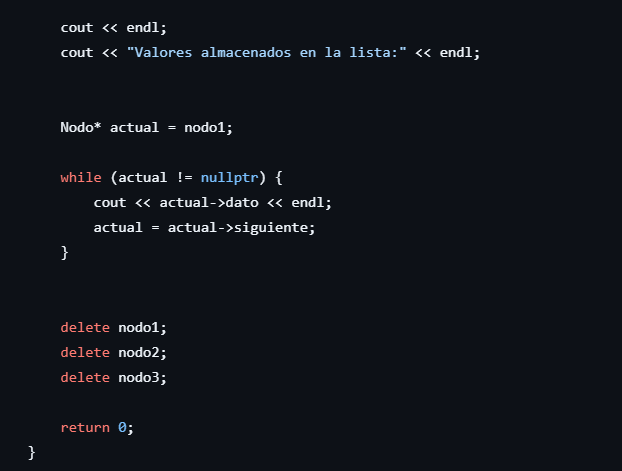 cout << endl;
cout << "Valores almacenados en la lista:" << endl;
Nodo* actual = nodo1;
while (actual != nullptr) {
cout << actual->dato << endl;
actual = actual->siguiente;
}
delete nodo1;
delete nodo2;
delete nodo3;
return 0;
}